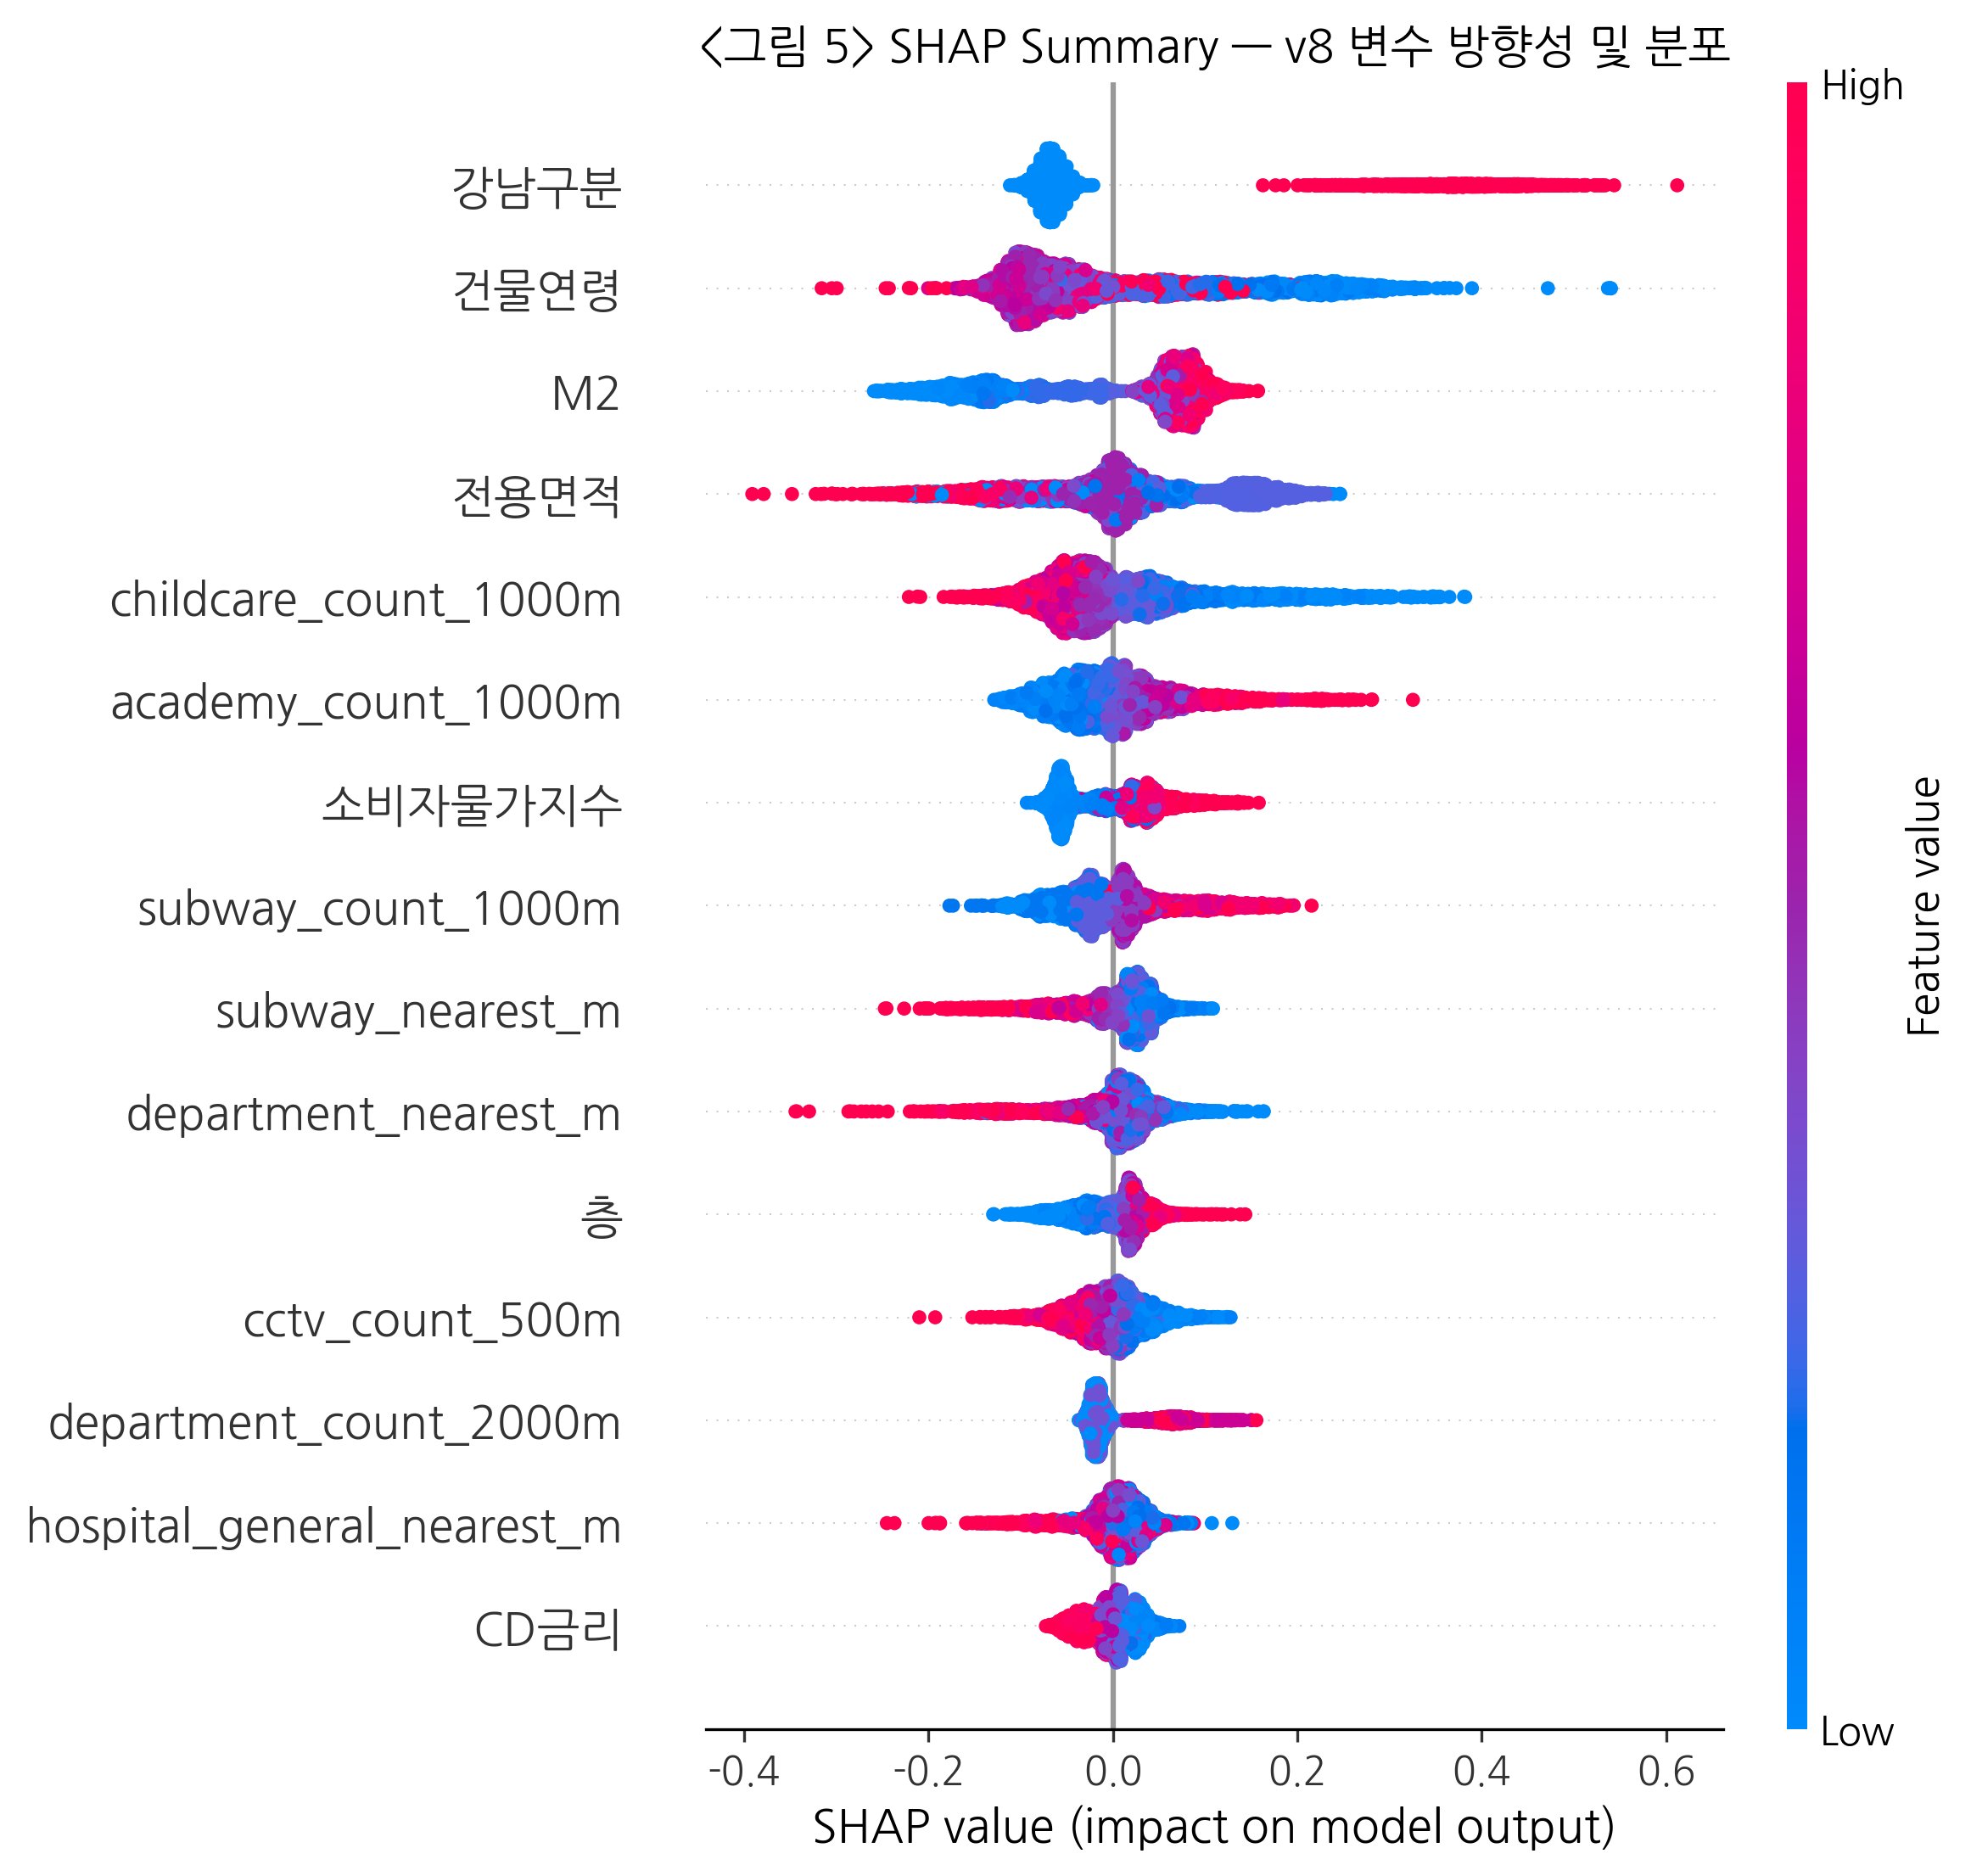 <그림 5> SHAP Summary — v8 변수 방향성 및 분포
High
강남구분
건물연령
M2
전용면적
childcare_count_1000m
academy_count_1000m
소비자물가지수
subway_count_1000m
subway_nearest_m
department_nearest_m
층
cctv_count_500m
department_count_2000m
hospital_general_nearest_m
CD금리
Feature value
Low
-0.4 -0.2 0.0 0.2 0.4 0.6
SHAP value (impact on model output)